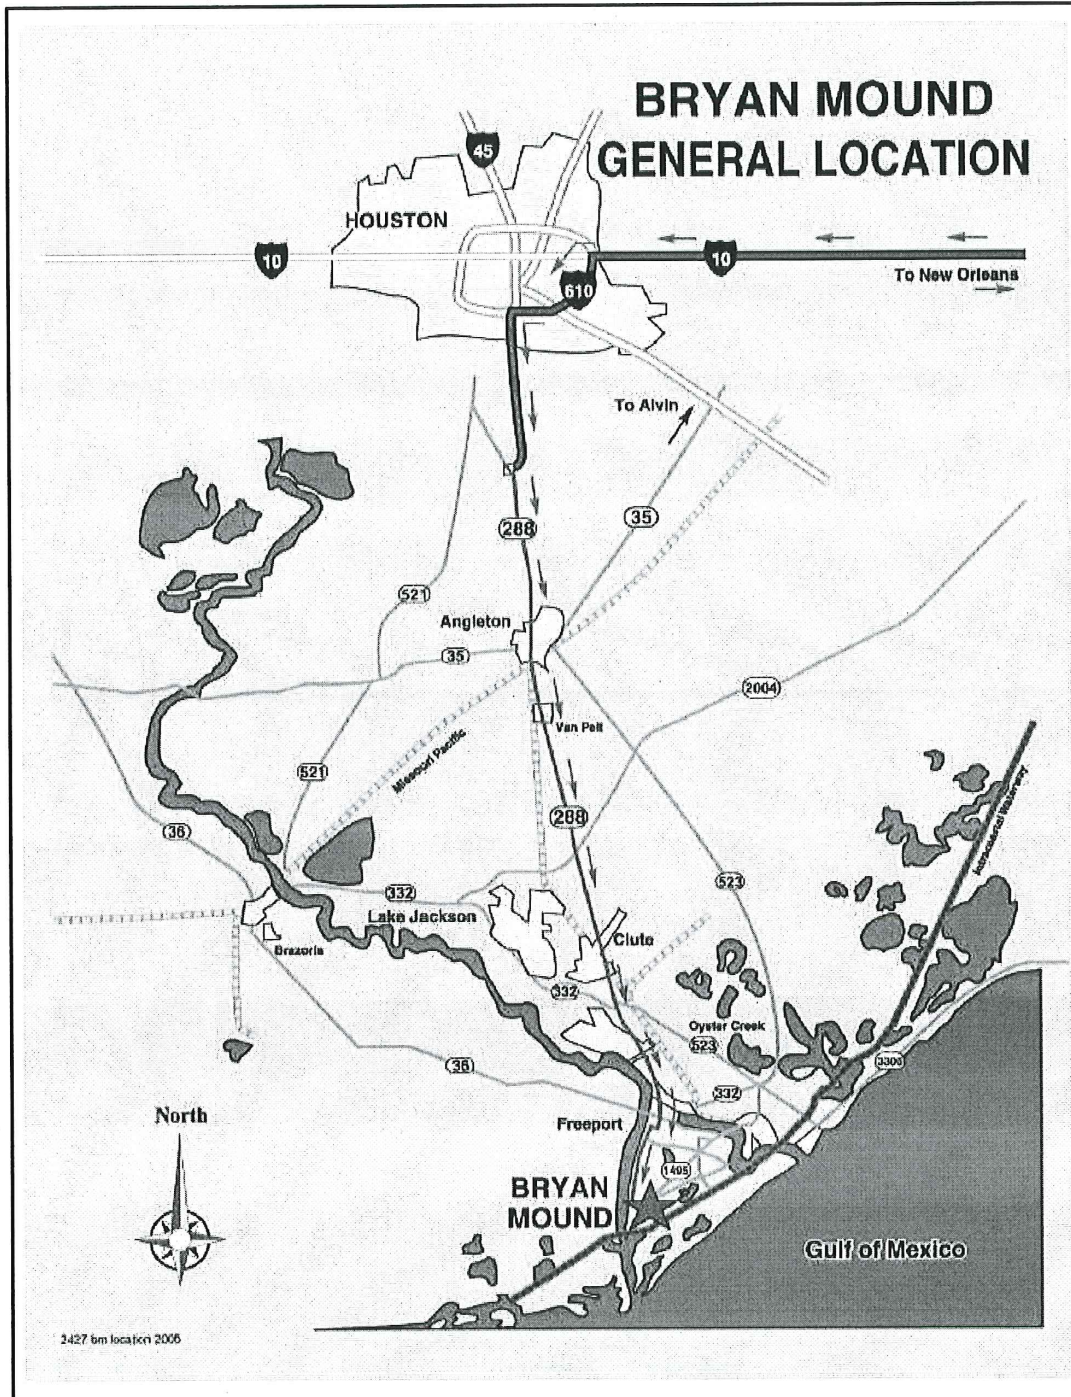 BRYAN MOUND
GENERAL LOCATION
45
HOUSTON
10
10
To New Orleans
610
To Alvin
288
35
521
Angleton
35
2004
Van Pelt
Missouri Pacific
521
Intracoastal Waterway
288
36
523
332
Lake Jackson
Clute
Brazoria
332
Oyster Creek
523
3306
36
332
North
Freeport
1495
BRYAN
MOUND
Gulf of Mexico
2427 bm location 2006